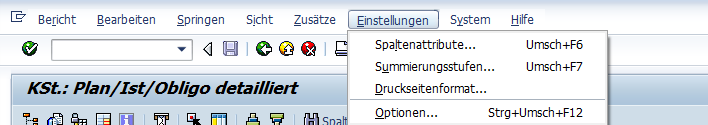 Bericht Bearbeiten Springen Sicht Zusätze Einstellungen System Hilfe
Spaltenattribute... Umsch+F6
Summierungsstufen... Umsch+F7
Druckseitenformat...
Optionen... Strg+Umsch+F12
KSt.: Plan/Ist/Obligo detailliert
Spalt